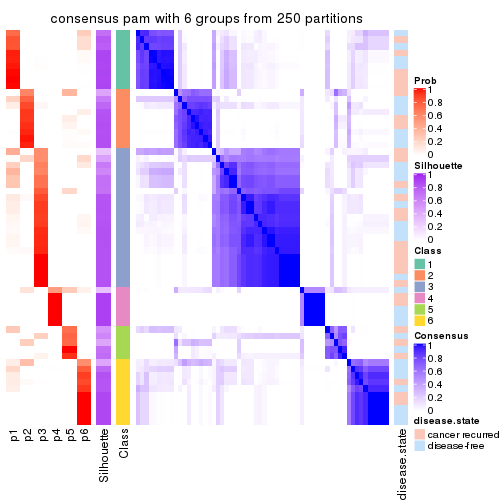 consensus pam with 6 groups from 250 partitions
Prob
1
0.8
0.6
0.4
0.2
0
Silhouette
1
0.8
0.6
0.4
0.2
0
Class
1
2
3
4
5
6
Consensus
1
0.8
0.6
0.4
0.2
0
disease.state
cancer recurred
disease-free
p1
p2
p3
p4
p5
p6
Silhouette
Class
disease.state